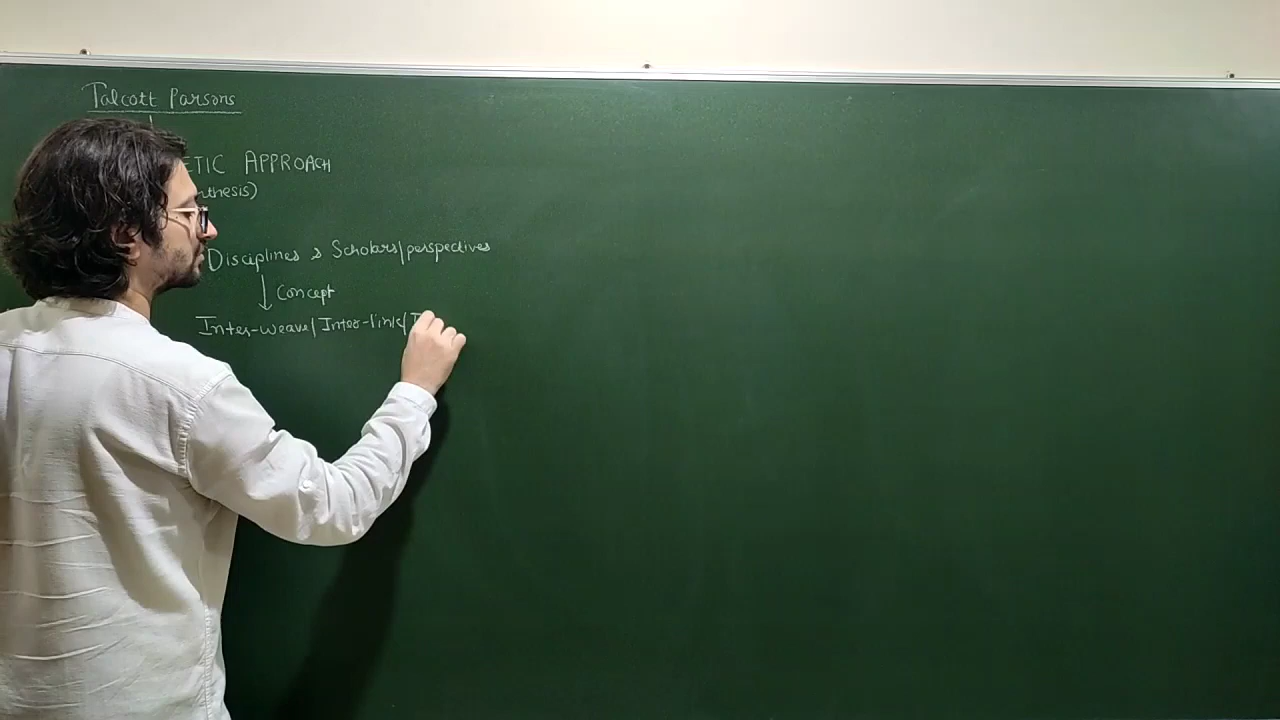 Talcott Parsons
ETIC APPROACH
nthesis)
Disciplines & Scholars/perspectives
Concept
Inter-weave/Inter-link/I